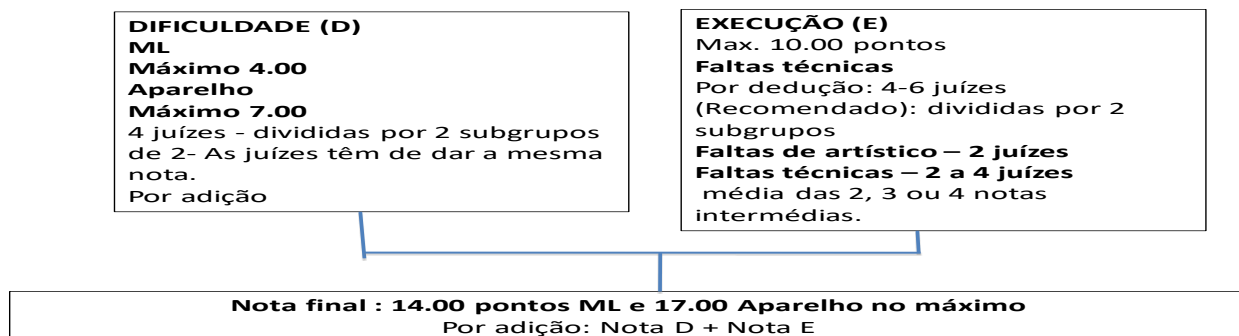 DIFICULDADE (D)
ML
Máximo 4.00
Aparelho
Máximo 7.00
4 juízes - divididas por 2 subgrupos
de 2- As juízes têm de dar a mesma
nota.
Por adição
EXECUÇÃO (E)
Max. 10.00 pontos
Faltas técnicas
Por dedução: 4-6 juízes
(Recomendado): divididas por 2
subgrupos
Faltas de artístico – 2 juízes
Faltas técnicas – 2 a 4 juízes
média das 2, 3 ou 4 notas
intermédias.
Nota final : 14.00 pontos ML e 17.00 Aparelho no máximo
Por adição: Nota D + Nota E